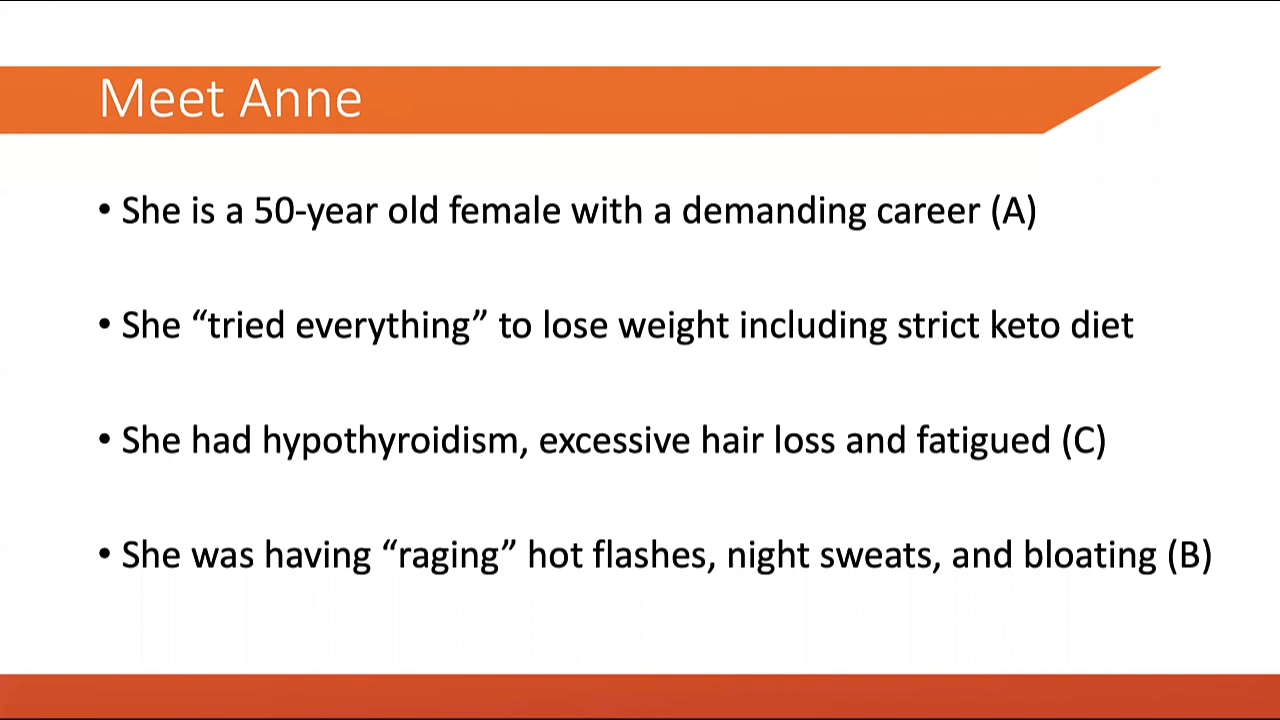 Meet Anne
• She is a 50-year old female with a demanding career (A)
• She “tried everything” to lose weight including strict keto diet
• She had hypothyroidism, excessive hair loss and fatigued (C)
• She was having “raging” hot flashes, night sweats, and bloating (B)